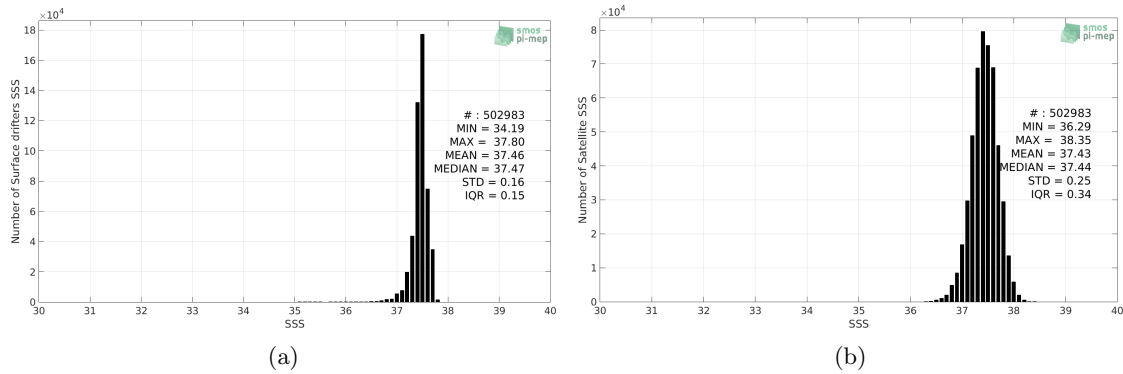 ×10⁴
18
16
14
12
10
8
6
4
2
0
Number of Surface drifters SSS
smos
pi-mep
# : 502983
MIN = 34.19
MAX = 37.80
MEAN = 37.46
MEDIAN = 37.47
STD = 0.16
IQR = 0.15
30 31 32 33 34 35 36 37 38 39 40
SSS
(a)
×10⁴
8
7
6
5
4
3
2
1
0
Number of Satellite SSS
smos
pi-mep
# : 502983
MIN = 36.29
MAX = 38.35
MEAN = 37.43
MEDIAN = 37.44
STD = 0.25
IQR = 0.34
30 31 32 33 34 35 36 37 38 39 40
SSS
(b)